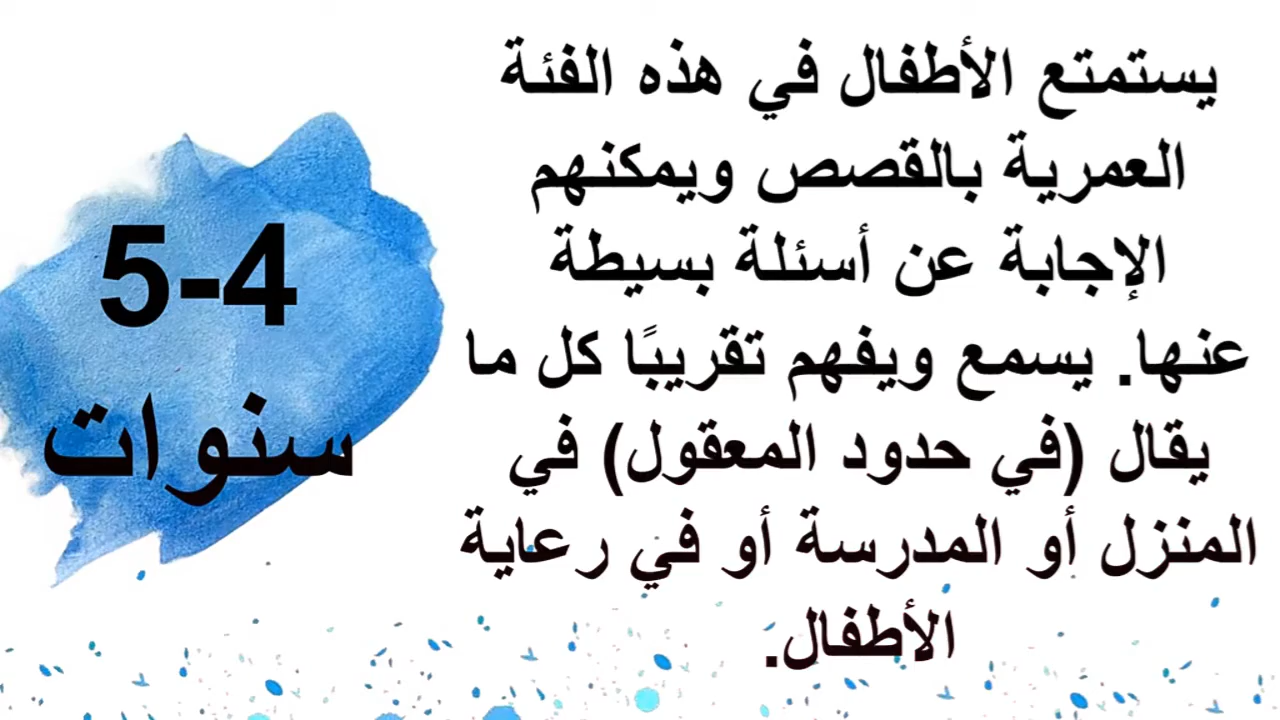 4-5
سنوات
يستمتع الأطفال في هذه الفئة
العمرية بالقصص ويمكنهم
الإجابة عن أسئلة بسيطة
عنها. يسمع ويفهم تقريبًا كل ما
يقال (في حدود المعقول) في
المنزل أو المدرسة أو في رعاية
الأطفال.